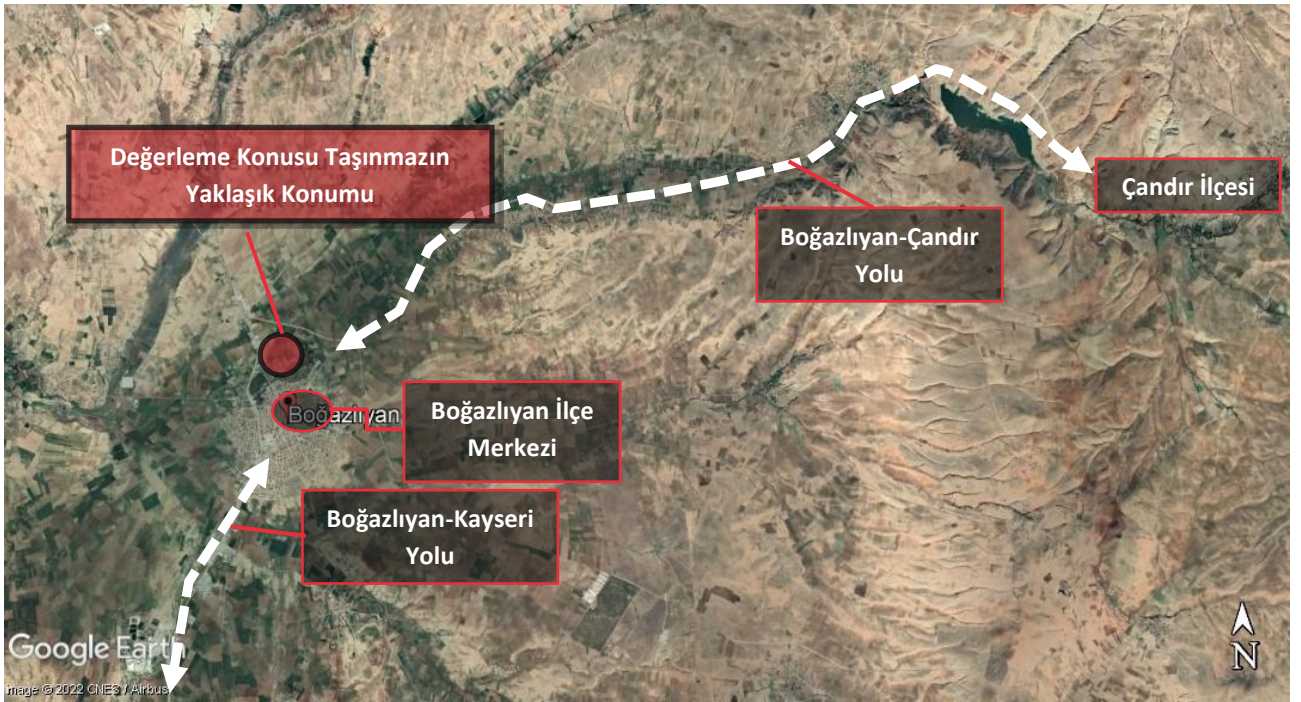 Değerleme Konusu Taşınmazın
Yaklaşık Konumu
Çandır İlçesi
Boğazlıyan-Çandır
Yolu
Boğazlıyan
Boğazlıyan İlçe
Merkezi
Boğazlıyan-Kayseri
Yolu
Google Earth
Image © 2022 CNES / Airbus
N